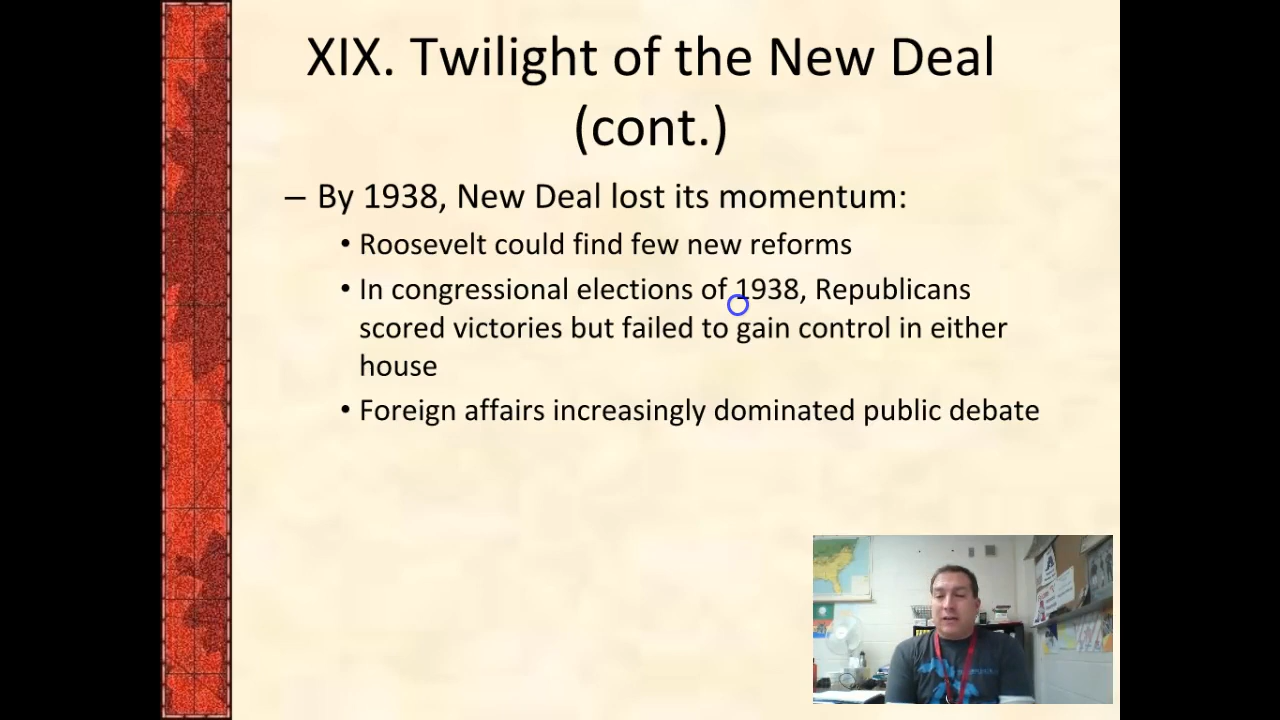 XIX. Twilight of the New Deal
(cont.)
– By 1938, New Deal lost its momentum:
• Roosevelt could find few new reforms
• In congressional elections of 1938, Republicans
scored victories but failed to gain control in either
house
• Foreign affairs increasingly dominated public debate